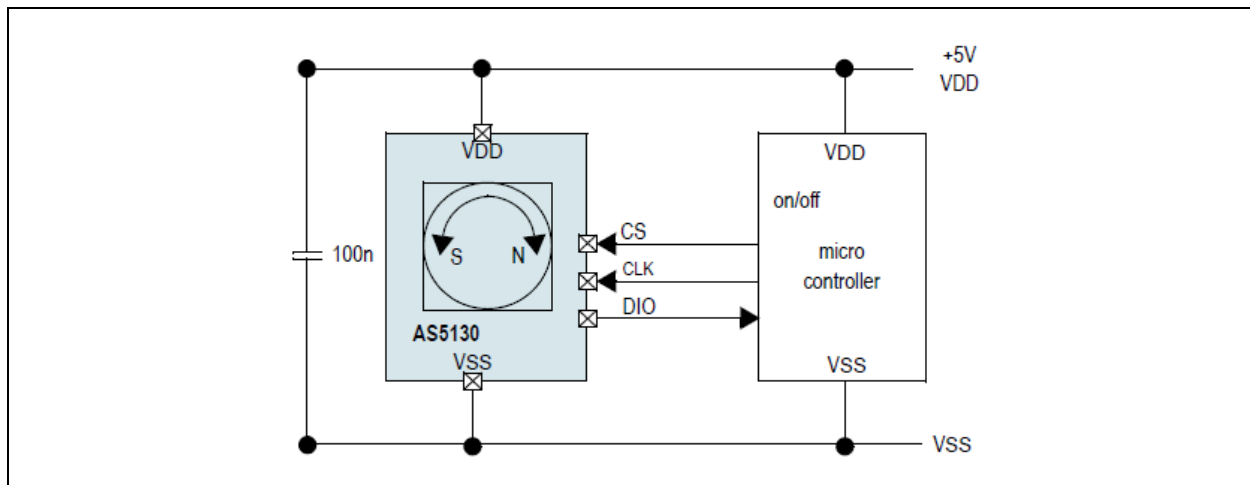 +5V
VDD
VDD
VDD
on/off
CS
S
N
100n
micro
CLK
controller
DIO
AS5130
VSS
VSS
VSS